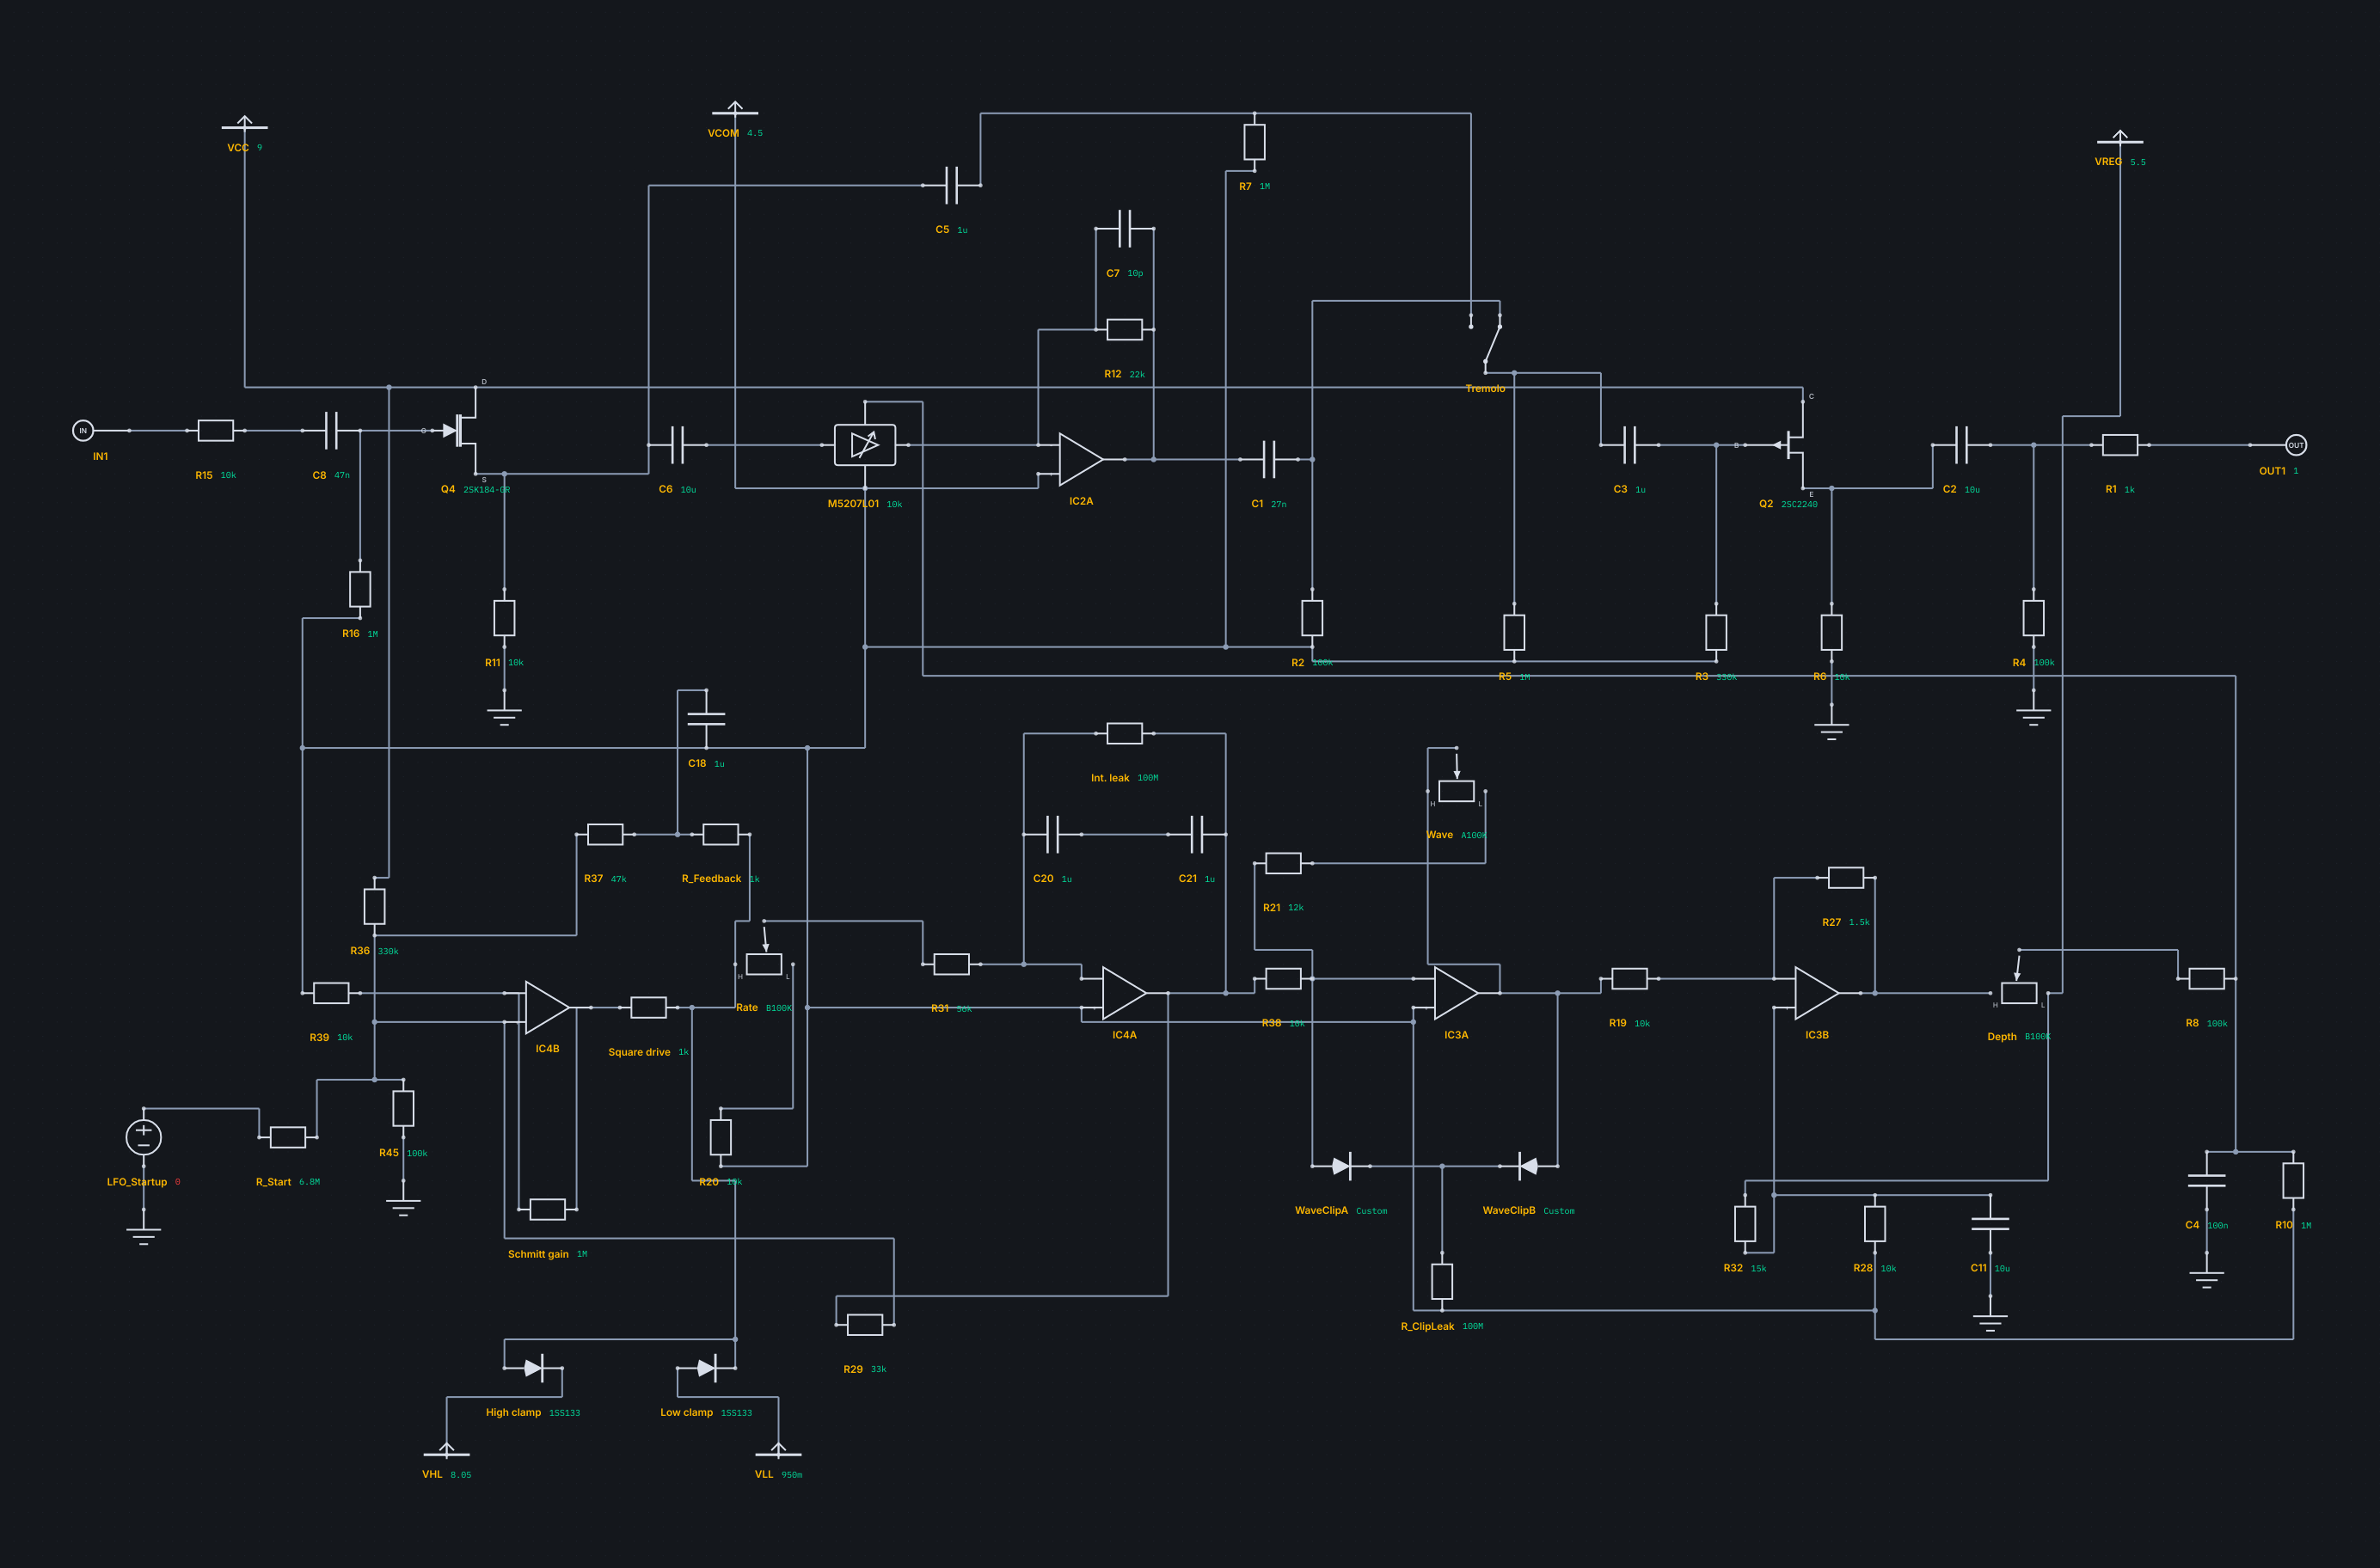 VCC 9
VCOM 4.5
VREG 5.5
R7 1M
C5 1u
C7 10p
R12 22k
Tremolo
D
C
IN
IN1
R15 10k
C8 47n
G
S
Q4 2SK184-GR
C6 10u
M5207L01 10k
IC2A
C1 27n
C3 1u
B
E
Q2 2SC2240
C2 10u
R1 1k
OUT
OUT1 1
R16 1M
R11 10k
R2 100k
R5 1M
R3 330k
R6 10k
R4 100k
C18 1u
Int. leak 100M
H L
Wave A100K
R37 47k
R_Feedback 1k
C20 1u
C21 1u
R21 12k
R27 1.5k
R36 330k
H L
Rate B100K
R31 56k
R38 10k
R39 10k
IC4B
Square drive 1k
IC4A
IC3A
R19 10k
IC3B
H L
Depth B100K
R8 100k
LFO_Startup 0
R_Start 6.8M
R45 100k
R20 10k
Schmitt gain 1M
WaveClipA Custom
WaveClipB Custom
R32 15k
R28 10k
C11 10u
C4 100n
R10 1M
R_ClipLeak 100M
R29 33k
High clamp 1SS133
Low clamp 1SS133
VHL 8.05
VLL 950m